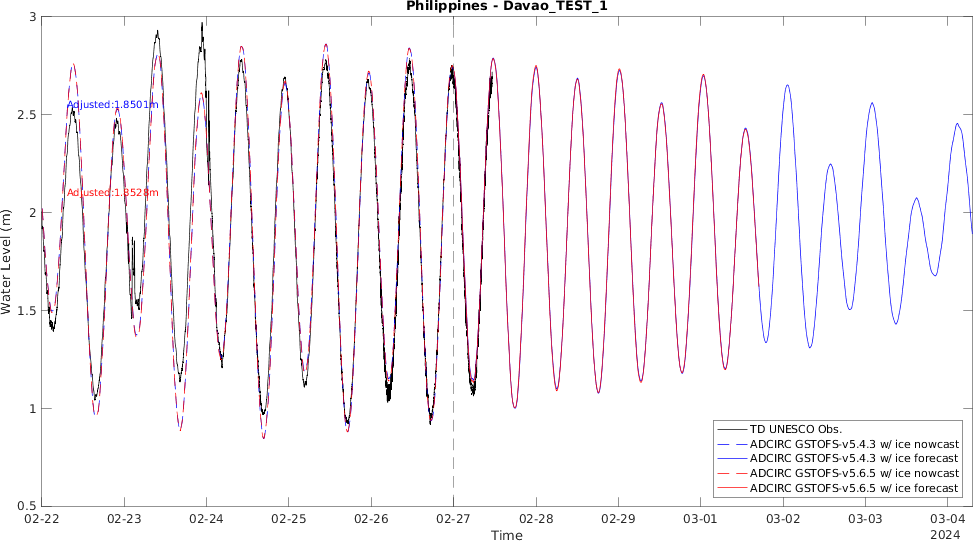 Philippines - Davao_TEST_1
3
2.5
2
1.5
1
0.5
Water Level (m)
Adjusted:1.8501m
Adjusted:1.8528m
TD UNESCO Obs.
ADCIRC GSTOFS-v5.4.3 w/ ice nowcast
ADCIRC GSTOFS-v5.4.3 w/ ice forecast
ADCIRC GSTOFS-v5.6.5 w/ ice nowcast
ADCIRC GSTOFS-v5.6.5 w/ ice forecast
02-22 02-23 02-24 02-25 02-26 02-27 02-28 02-29 03-01 03-02 03-03 03-04
2024
Time